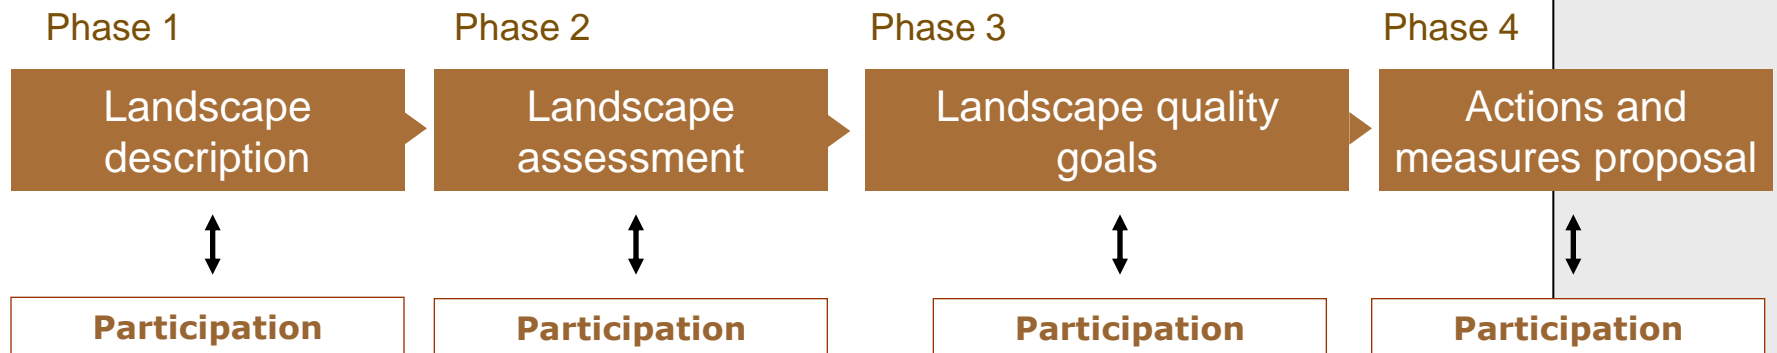 Phase 1
Phase 2
Phase 3
Phase 4
Landscape
description
Landscape
assessment
Landscape quality
goals
Actions and
measures proposal
Participation
Participation
Participation
Participation